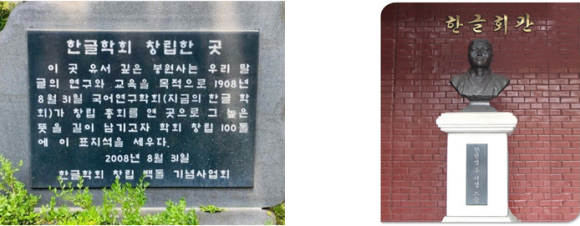 한글학회 창립한 곳
이 곳 유서 깊은 봉원사는 우리 말
글의 연구와 교육을 목적으로 1908년
8월 31일 국어연구학회(지금의 한글 학
회)가 창립 총회를 연 곳으로 그 높은
뜻을 길이 남기고자 학회 창립 100돌
에 이 표지석을 세우다.
2008년 8월 31일
한글학회 창립 백돌 기념사업회
한글회관